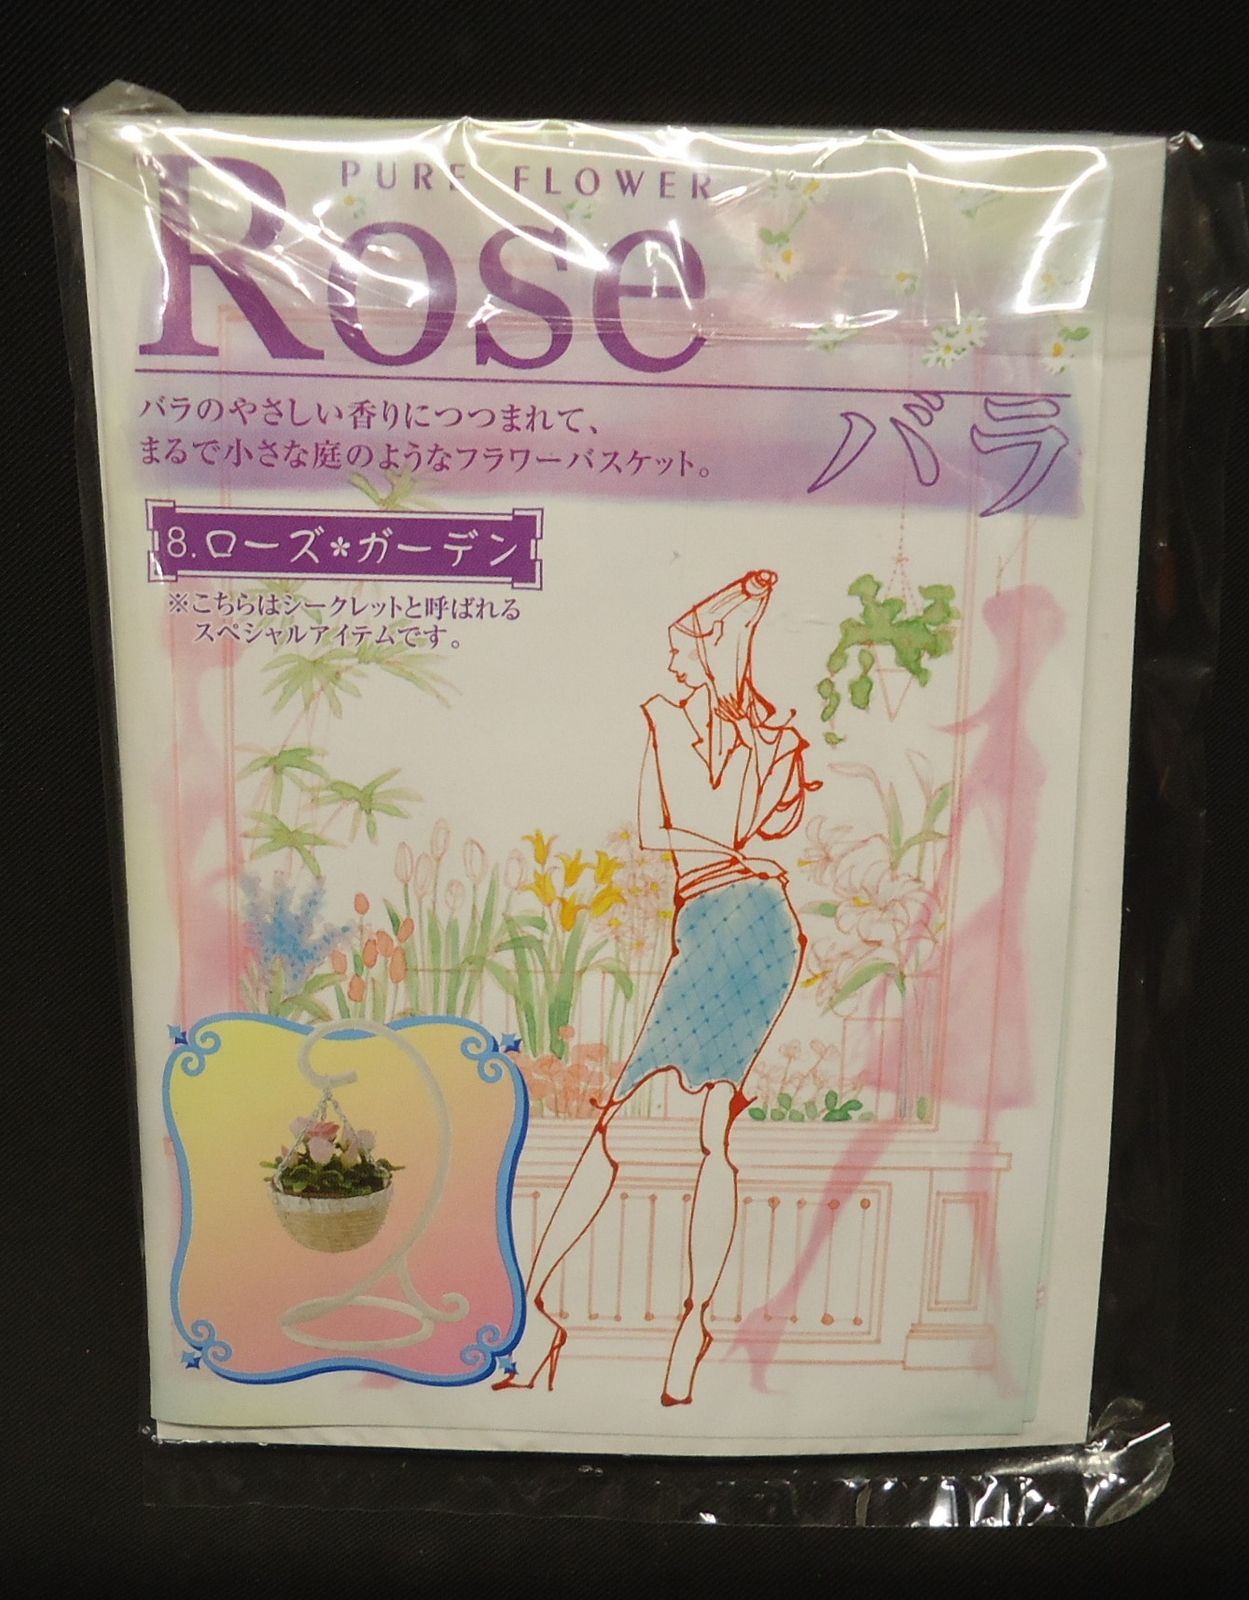 PURE FLOWER
Rose
バラのやさしい香りにつつまれて、
まるで小さな庭のようなフラワーバスケット。
バラ
8.ローズ*ガーデン
※こちらはシークレットと呼ばれる
スペシャルアイテムです。